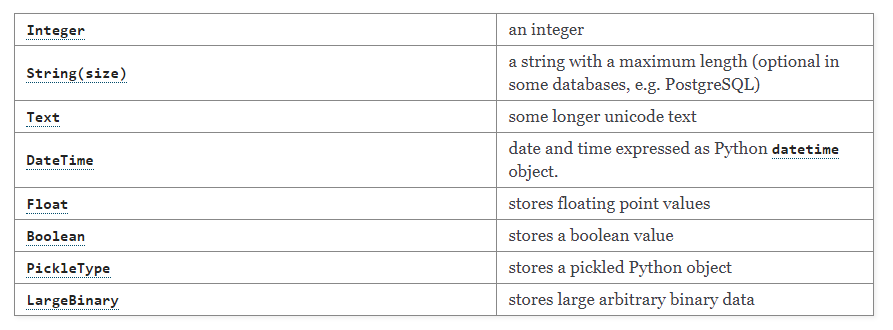 Integer
an integer
String(size)
a string with a maximum length (optional in
some databases, e.g. PostgreSQL)
Text
some longer unicode text
DateTime
date and time expressed as Python datetime
object.
Float
stores floating point values
Boolean
stores a boolean value
PickleType
stores a pickled Python object
LargeBinary
stores large arbitrary binary data